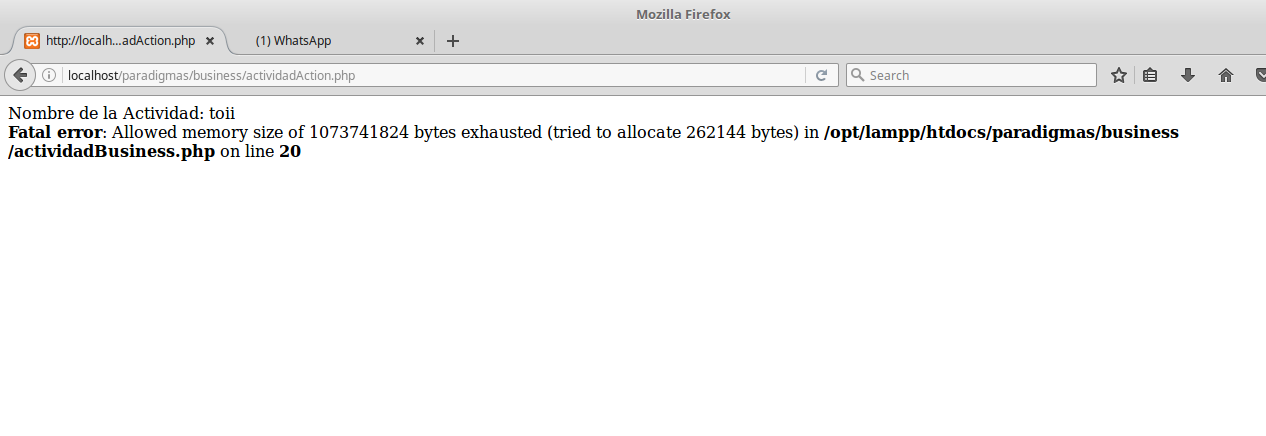 Mozilla Firefox
http://localh...adAction.php
(1) WhatsApp
localhost/paradigmas/business/actividadAction.php
Search
Nombre de la Actividad: toii
Fatal error: Allowed memory size of 1073741824 bytes exhausted (tried to allocate 262144 bytes) in /opt/lampp/htdocs/paradigmas/business
/actividadBusiness.php on line 20